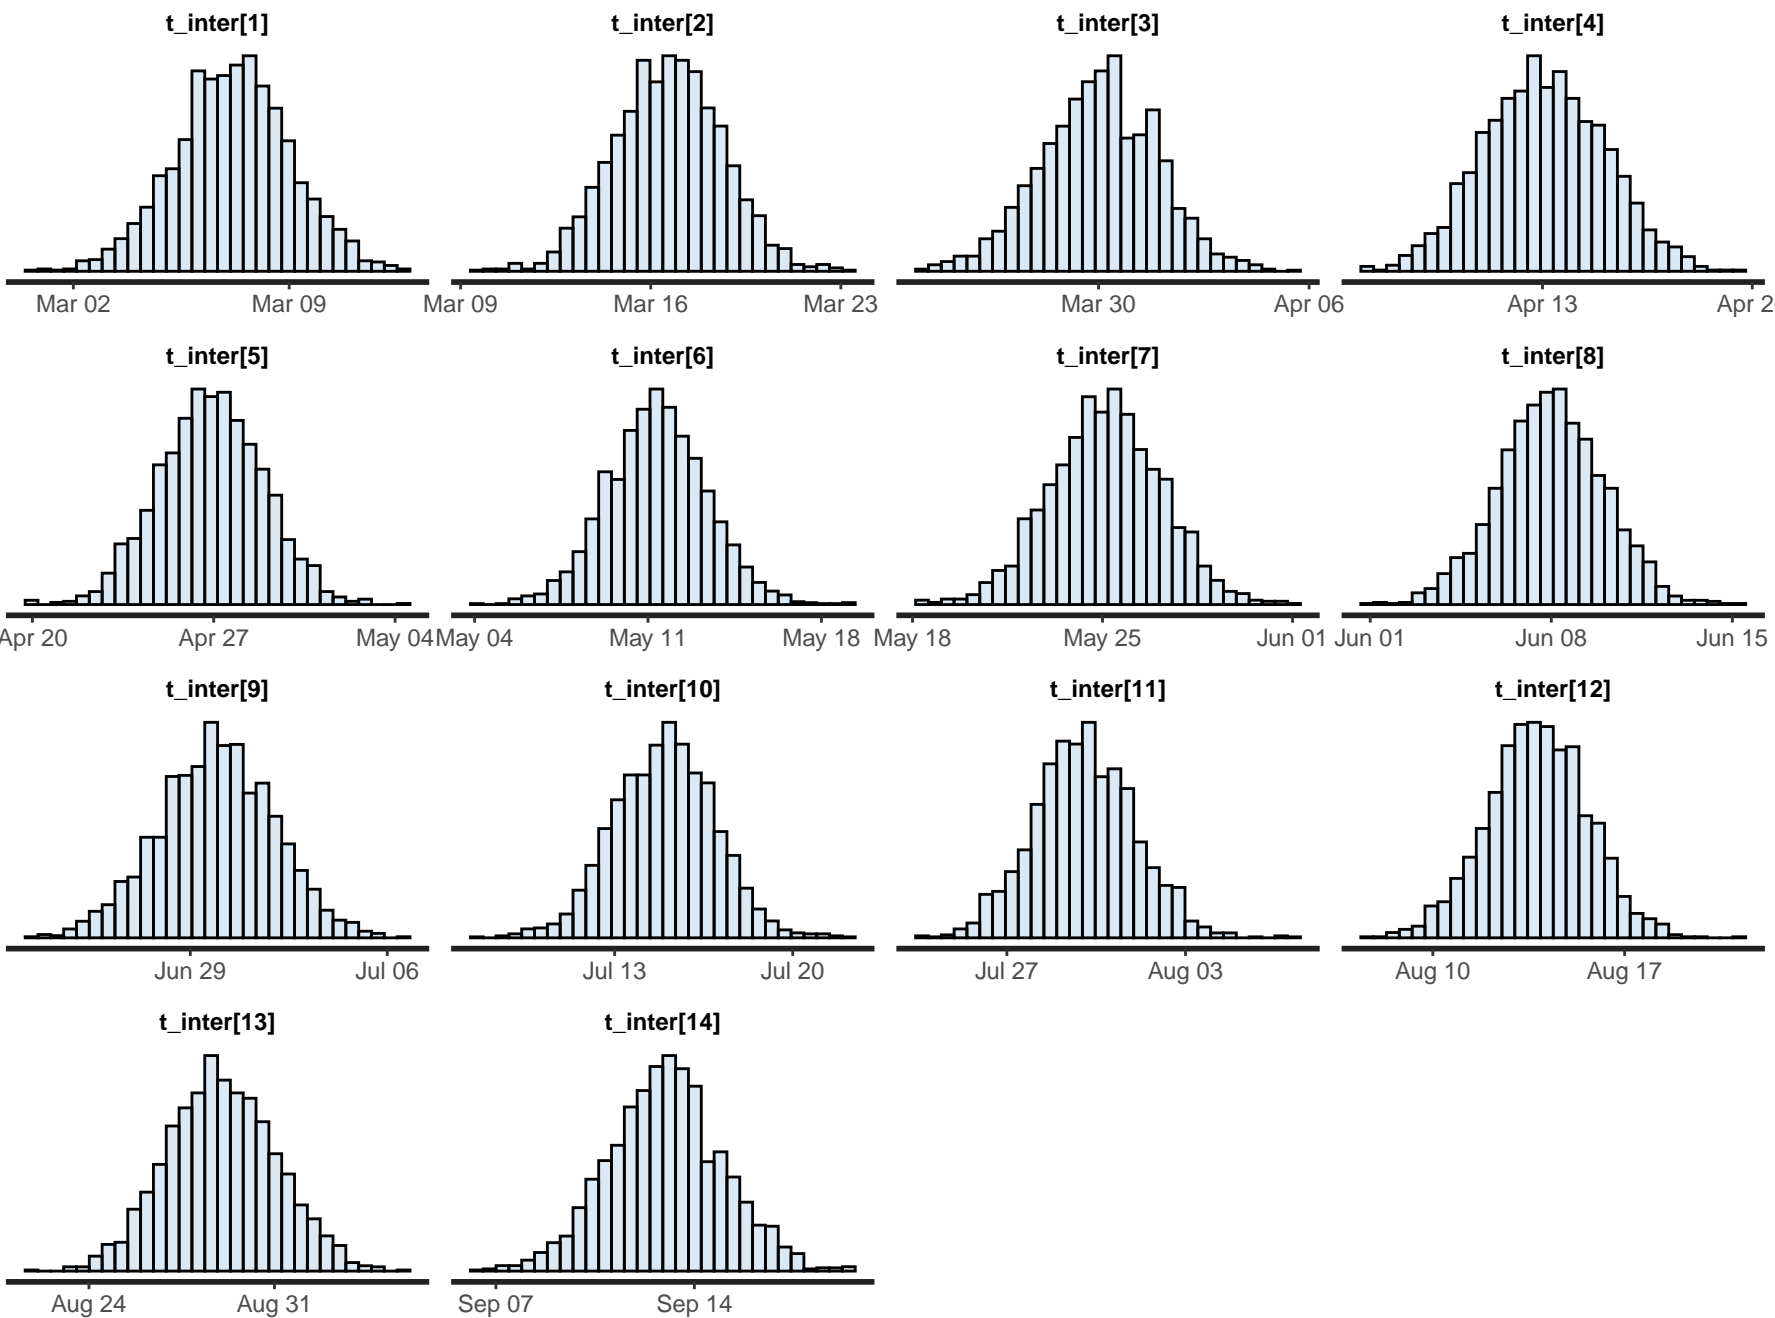 t_inter[1] t_inter[2] t_inter[3] t_inter[4]
Mar 02 Mar 09 Mar 09 Mar 16 Mar 23 Mar 30 Apr 06 Apr 13 Apr 2
t_inter[5] t_inter[6] t_inter[7] t_inter[8]
Apr 20 Apr 27 May 04 May 04 May 11 May 18 May 18 May 25 Jun 01 Jun 01 Jun 08 Jun 15
t_inter[9] t_inter[10] t_inter[11] t_inter[12]
Jun 29 Jul 06 Jul 13 Jul 20 Jul 27 Aug 03 Aug 10 Aug 17
t_inter[13] t_inter[14]
Aug 24 Aug 31 Sep 07 Sep 14